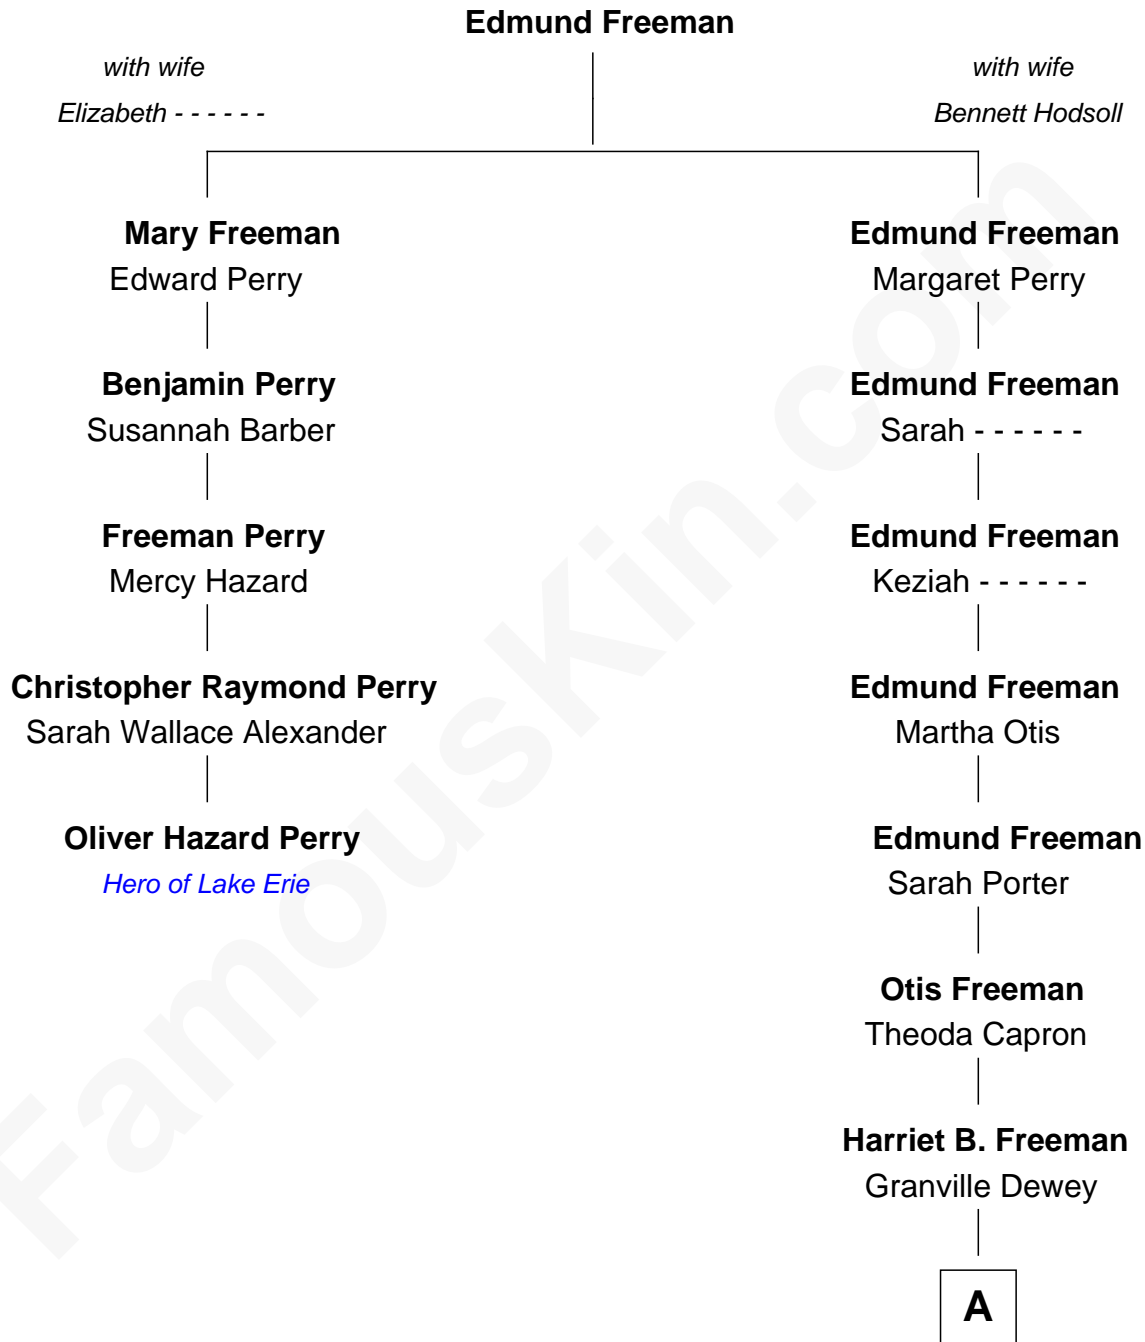 Edmund Freeman
with wife
Elizabeth - - - - - -
with wife
Bennett Hodsoll
Mary Freeman
Edward Perry
Edmund Freeman
Margaret Perry
Benjamin Perry
Susannah Barber
Edmund Freeman
Sarah - - - - - -
Freeman Perry
Mercy Hazard
Edmund Freeman
Keziah - - - - - -
Christopher Raymond Perry
Sarah Wallace Alexander
Edmund Freeman
Martha Otis
Oliver Hazard Perry
Hero of Lake Erie
Edmund Freeman
Sarah Porter
Otis Freeman
Theoda Capron
Harriet B. Freeman
Granville Dewey
A
FamousKin.com